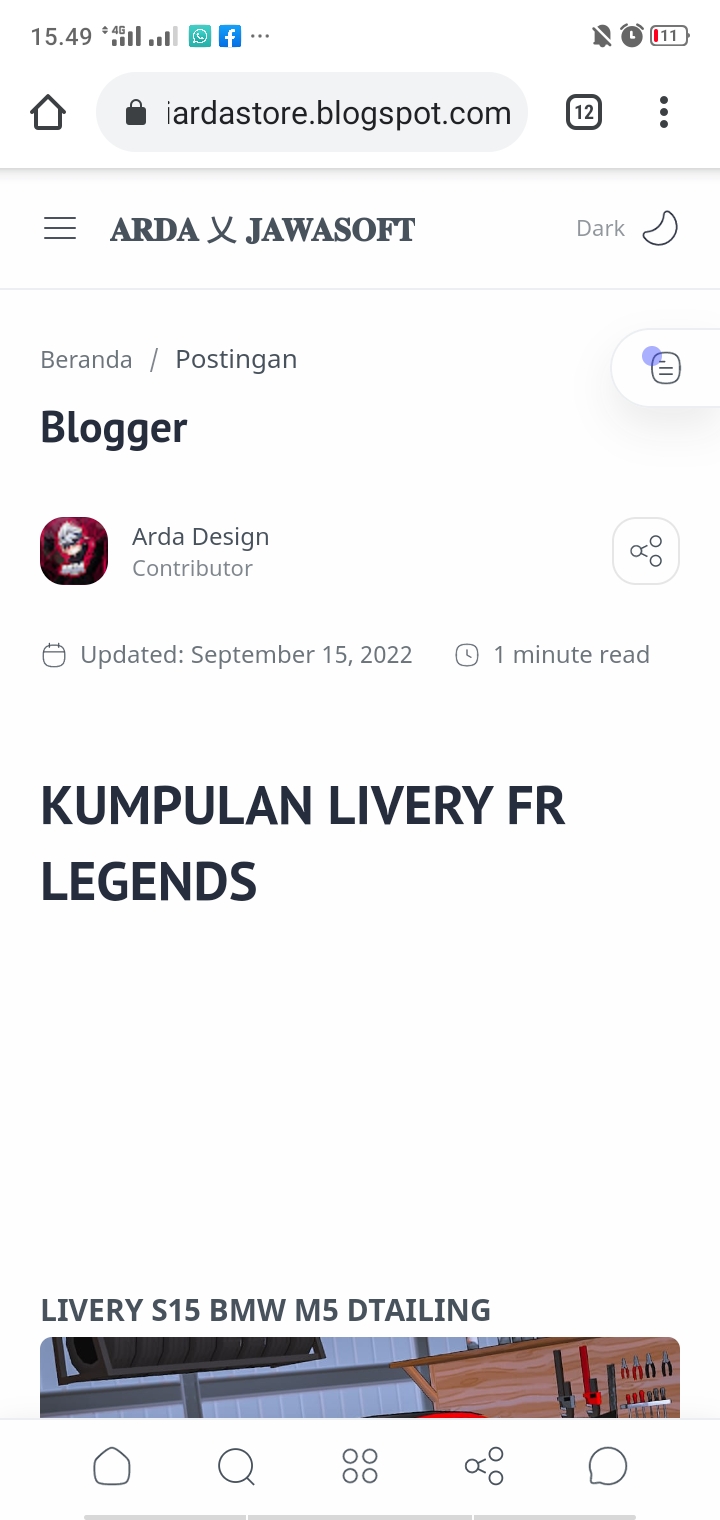 15.49 4G 11
iardastore.blogspot.com 12
ARDA 乂 JAWASOFT Dark
Beranda / Postingan
Blogger
Arda Design
Contributor
Updated: September 15, 2022 1 minute read
KUMPULAN LIVERY FR
LEGENDS
LIVERY S15 BMW M5 DTAILING